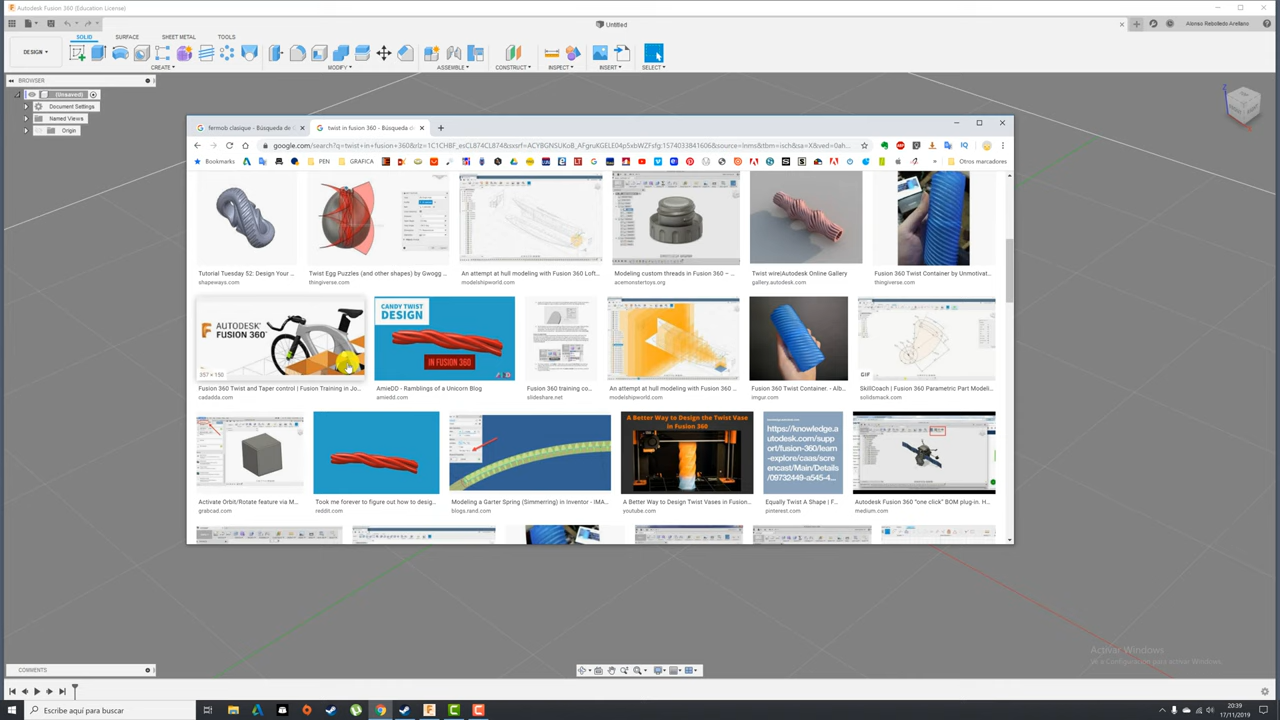 Autodesk Fusion 360 (Education License)
Untitled
Alonso Rebolledo Arellano
DESIGN
SOLID
SURFACE
SHEET METAL
TOOLS
CREATE
MODIFY
ASSEMBLE
CONSTRUCT
INSPECT
INSERT
SELECT
BROWSER
(Unsaved)
Document Settings
Named Views
Origin
fermob clasique - Búsqueda de
twist in fusion 360 - Búsqueda de
Bookmarks
PEN
GRAFICA
Otros marcadores
Tutorial Tuesday 52: Design Your ...
shapeways.com
Twist Egg Puzzles (and other shapes) by Gwogg ...
thingiverse.com
An attempt at hull modeling with Fusion 360 Loft...
modelshipworld.com
Modeling custom threads in Fusion 360 – ...
acemonstertoys.org
Twist wire|Autodesk Online Gallery
gallery.autodesk.com
Fusion 360 Twist Container by Unmotivat...
thingiverse.com
AUTODESK
FUSION 360°
357 × 150
Fusion 360 Twist and Taper control | Fusion Training in Jo...
cadadda.com
CANDY TWIST
DESIGN
IN FUSION 360
AmieDD - Ramblings of a Unicorn Blog
amiedd.com
Fusion 360 training co...
slideshare.net
An attempt at hull modeling with Fusion 360 ...
modelshipworld.com
Fusion 360 Twist Container. - Alb...
imgur.com
GIF
SkillCoach | Fusion 360 Parametric Part Modeli...
solidsmack.com
Activate Orbit/Rotate feature via M...
grabcad.com
Took me forever to figure out how to desig...
reddit.com
Modeling a Garter Spring (Simmerring) in Inventor - IMA...
blogs.rand.com
A Better Way to Design the Twist Vase
in Fusion 360
A Better Way to Design Twist Vases in Fusion...
youtube.com
https://knowledge.a
utodesk.com/supp
ort/fusion-360/lear
n-explore/caas/scre
encast/Main/Details
/09732449-a545-4...
Equally Twist A Shape | F...
pinterest.com
Autodesk Fusion 360 "one click" BOM plug-in. H...
medium.com
Activar Windows
COMMENTS
Escribe aquí para buscar
20:39
17/11/2019